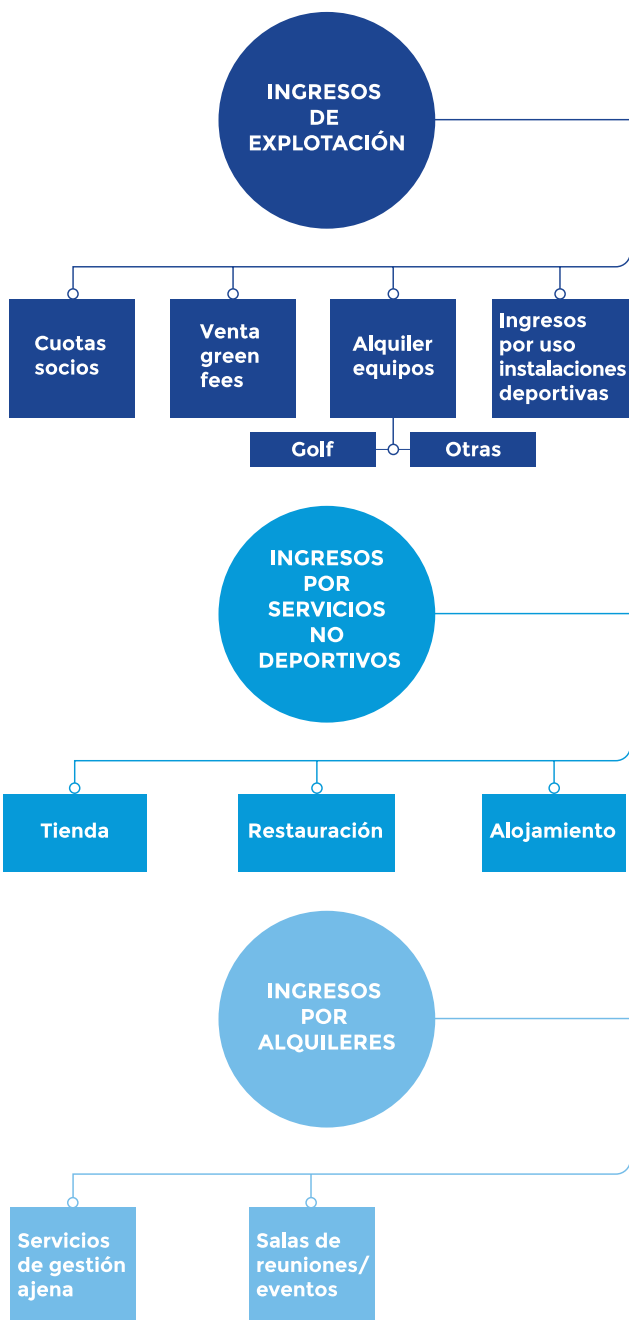 INGRESOS
DE
EXPLOTACIÓN
Cuotas
socios
Venta
green
fees
Alquiler
equipos
Ingresos
por uso
instalaciones
deportivas
Golf
Otras
INGRESOS
POR
SERVICIOS
NO
DEPORTIVOS
Tienda
Restauración
Alojamiento
INGRESOS
POR
ALQUILERES
Servicios
de gestión
ajena
Salas de
reuniones/
eventos